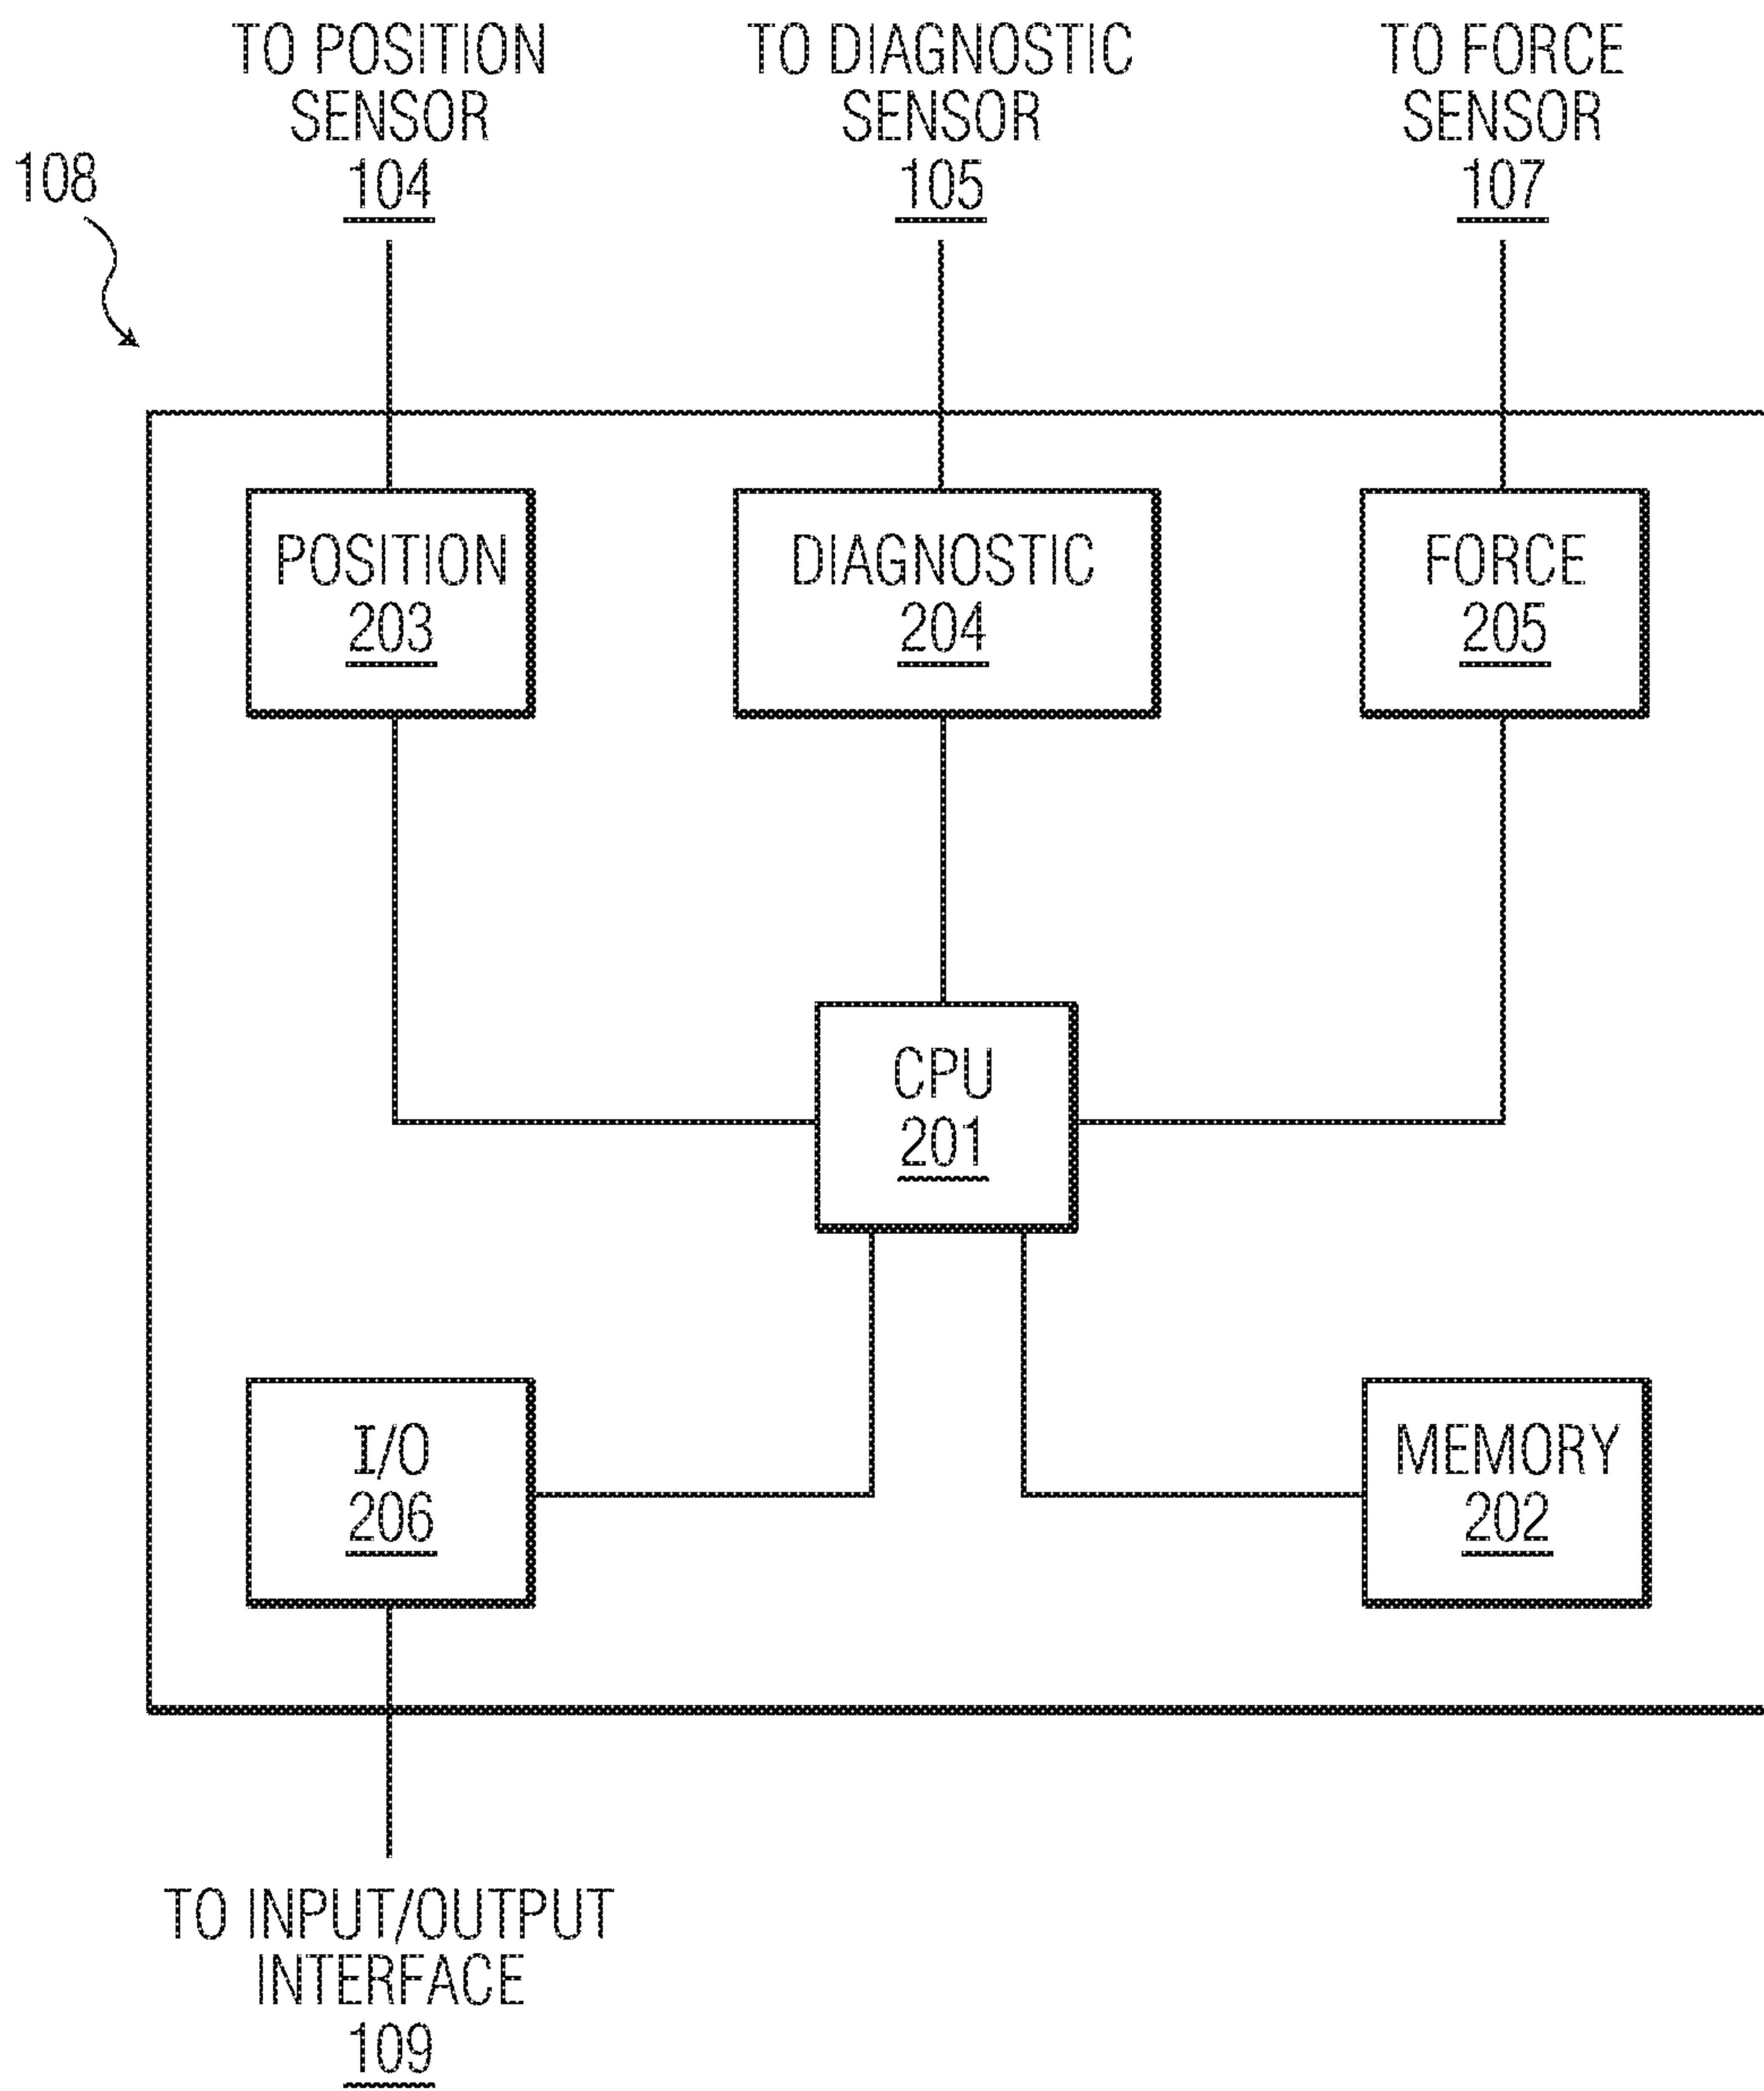 TO POSITION
SENSOR
104
TO DIAGNOSTIC
SENSOR
105
TO FORCE
SENSOR
107
108
POSITION
203
DIAGNOSTIC
204
FORCE
205
CPU
201
I/O
206
MEMORY
202
TO INPUT/OUTPUT
INTERFACE
109